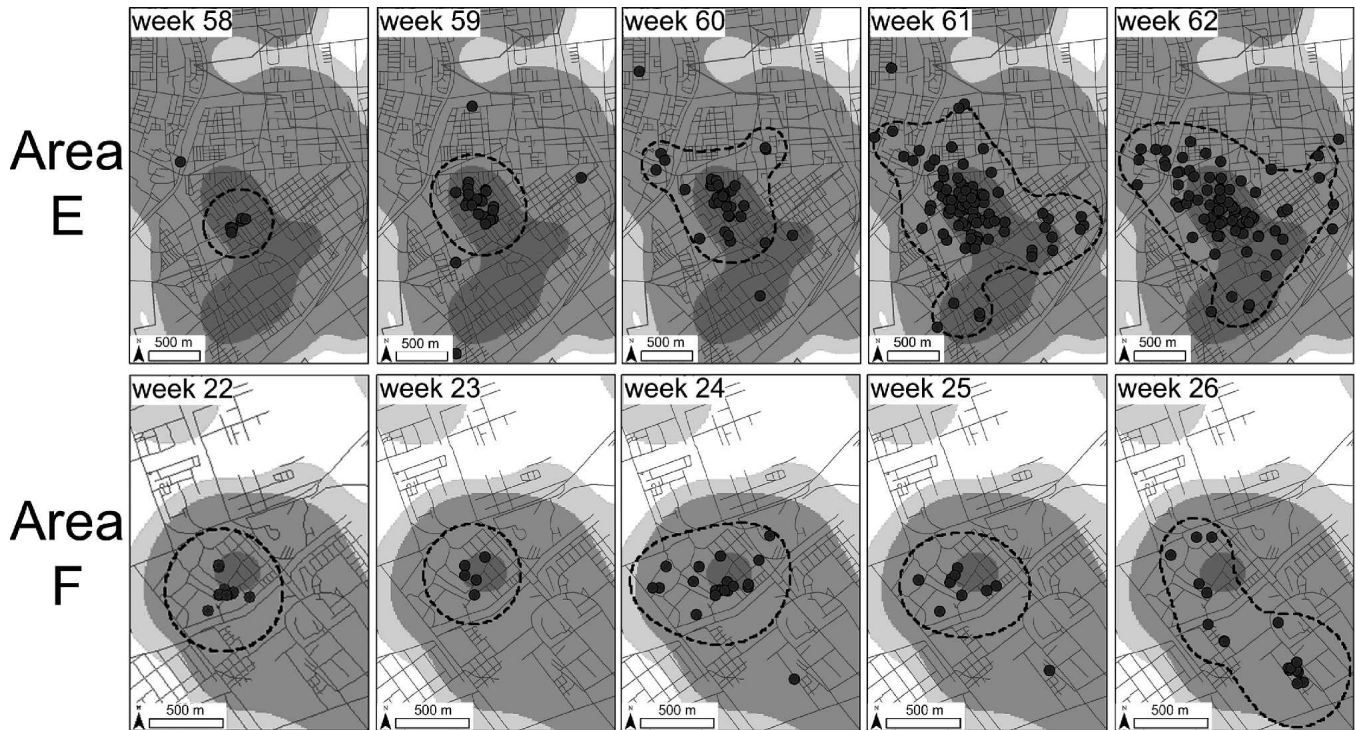 week 58
week 59
week 60
week 61
week 62
Area
E
N
500 m
N
500 m
N
500 m
N
500 m
N
500 m
week 22
week 23
week 24
week 25
week 26
Area
F
N
500 m
N
500 m
N
500 m
N
500 m
N
500 m